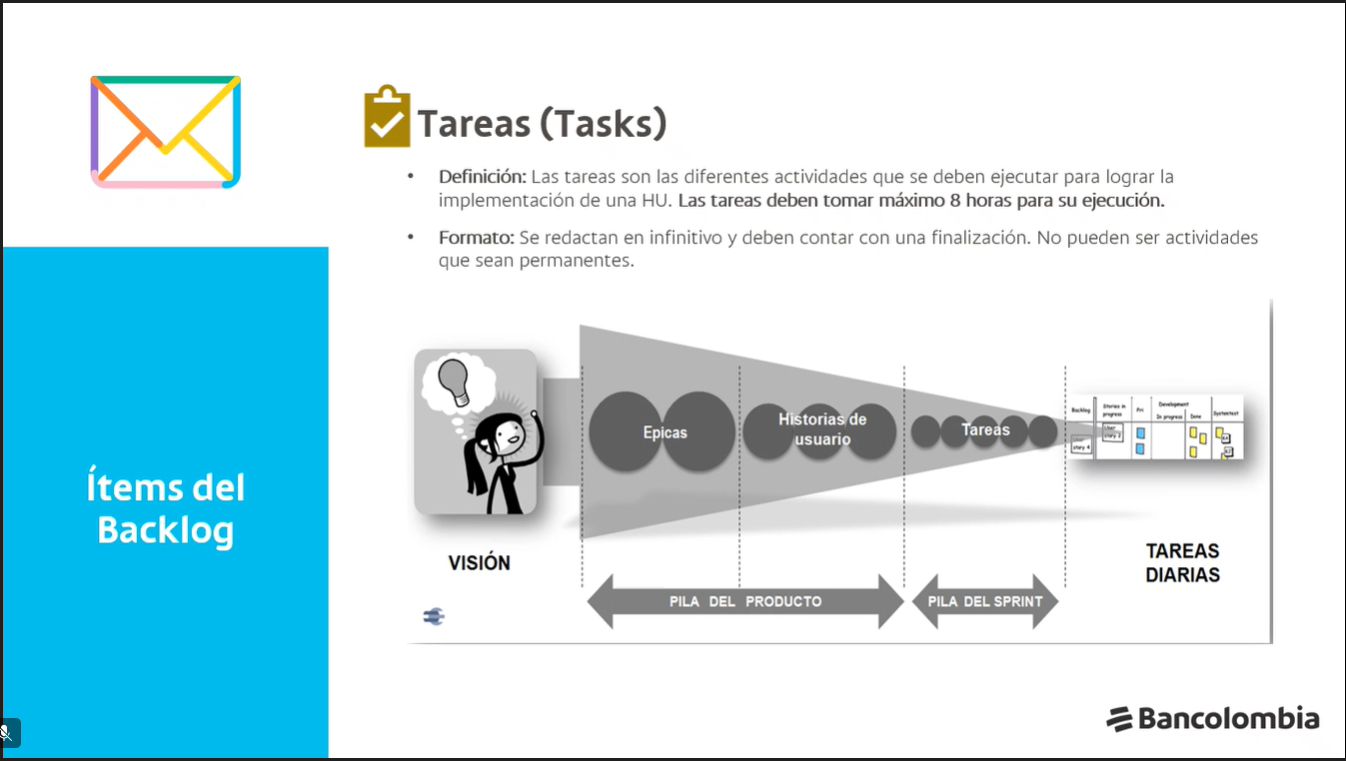 Tareas (Tasks)
• Definición: Las tareas son las diferentes actividades que se deben ejecutar para lograr la
implementación de una HU. Las tareas deben tomar máximo 8 horas para su ejecución.
• Formato: Se redactan en infinitivo y deben contar con una finalización. No pueden ser actividades
que sean permanentes.
Ítems del
Backlog
Epicas
Historias de
usuario
Tareas
Backlog
Stories in
progress
Pri
Development
In progress
Done
Systemtest
User
story 2
story 4
VISIÓN
TAREAS
DIARIAS
PILA DEL PRODUCTO
PILA DEL SPRINT
Bancolombia